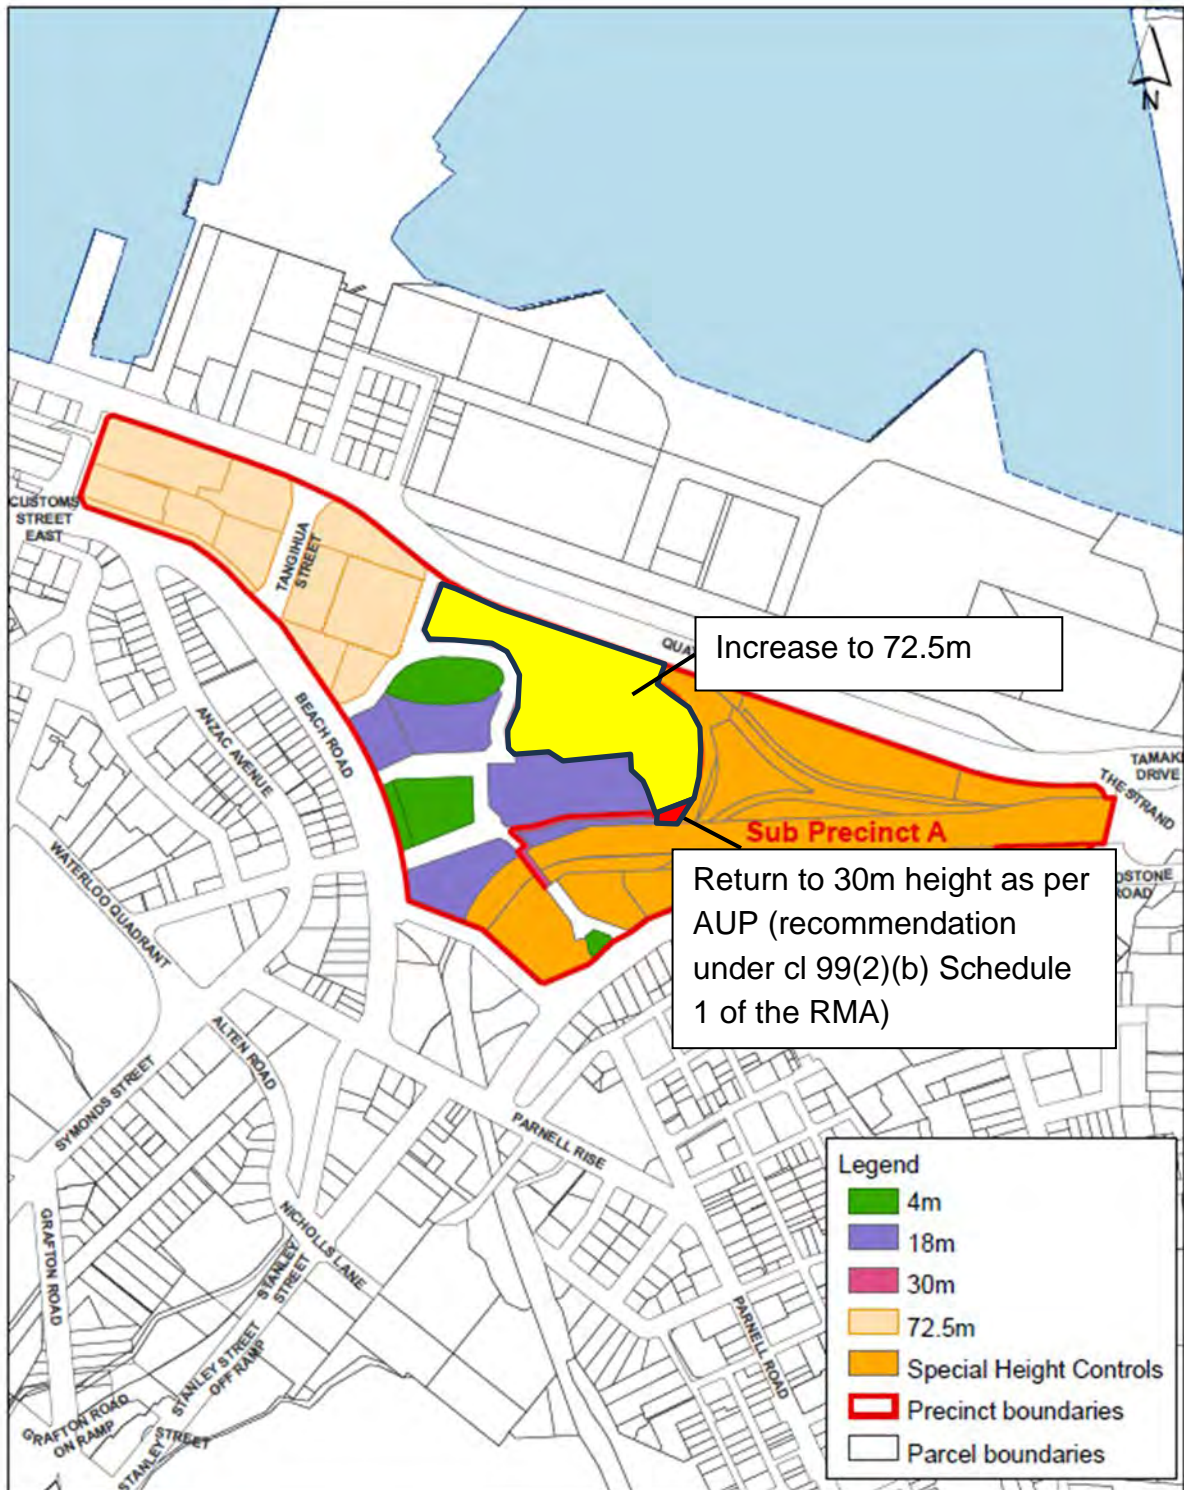 N
CUSTOMS
STREET
EAST
TANGIHUA
STREET
QUA
Increase to 72.5m
BEACH ROAD
ANZAC AVENUE
TAMAKI
DRIVE
THE STRAND
Sub Precinct A
WATERLOO QUADRANT
DSTONE
ROAD
Return to 30m height as per
AUP (recommendation
under cl 99(2)(b) Schedule
1 of the RMA)
ALTEN ROAD
SYMONDS STREET
PARNELL RISE
GRAFTON ROAD
NICHOLLS LANE
STANLEY
STREET
PARNELL ROAD
STANLEY STREET
OFF RAMP
GRAFTON ROAD
ON RAMP
STANLEY
STREET
Legend
4m
18m
30m
72.5m
Special Height Controls
Precinct boundaries
Parcel boundaries